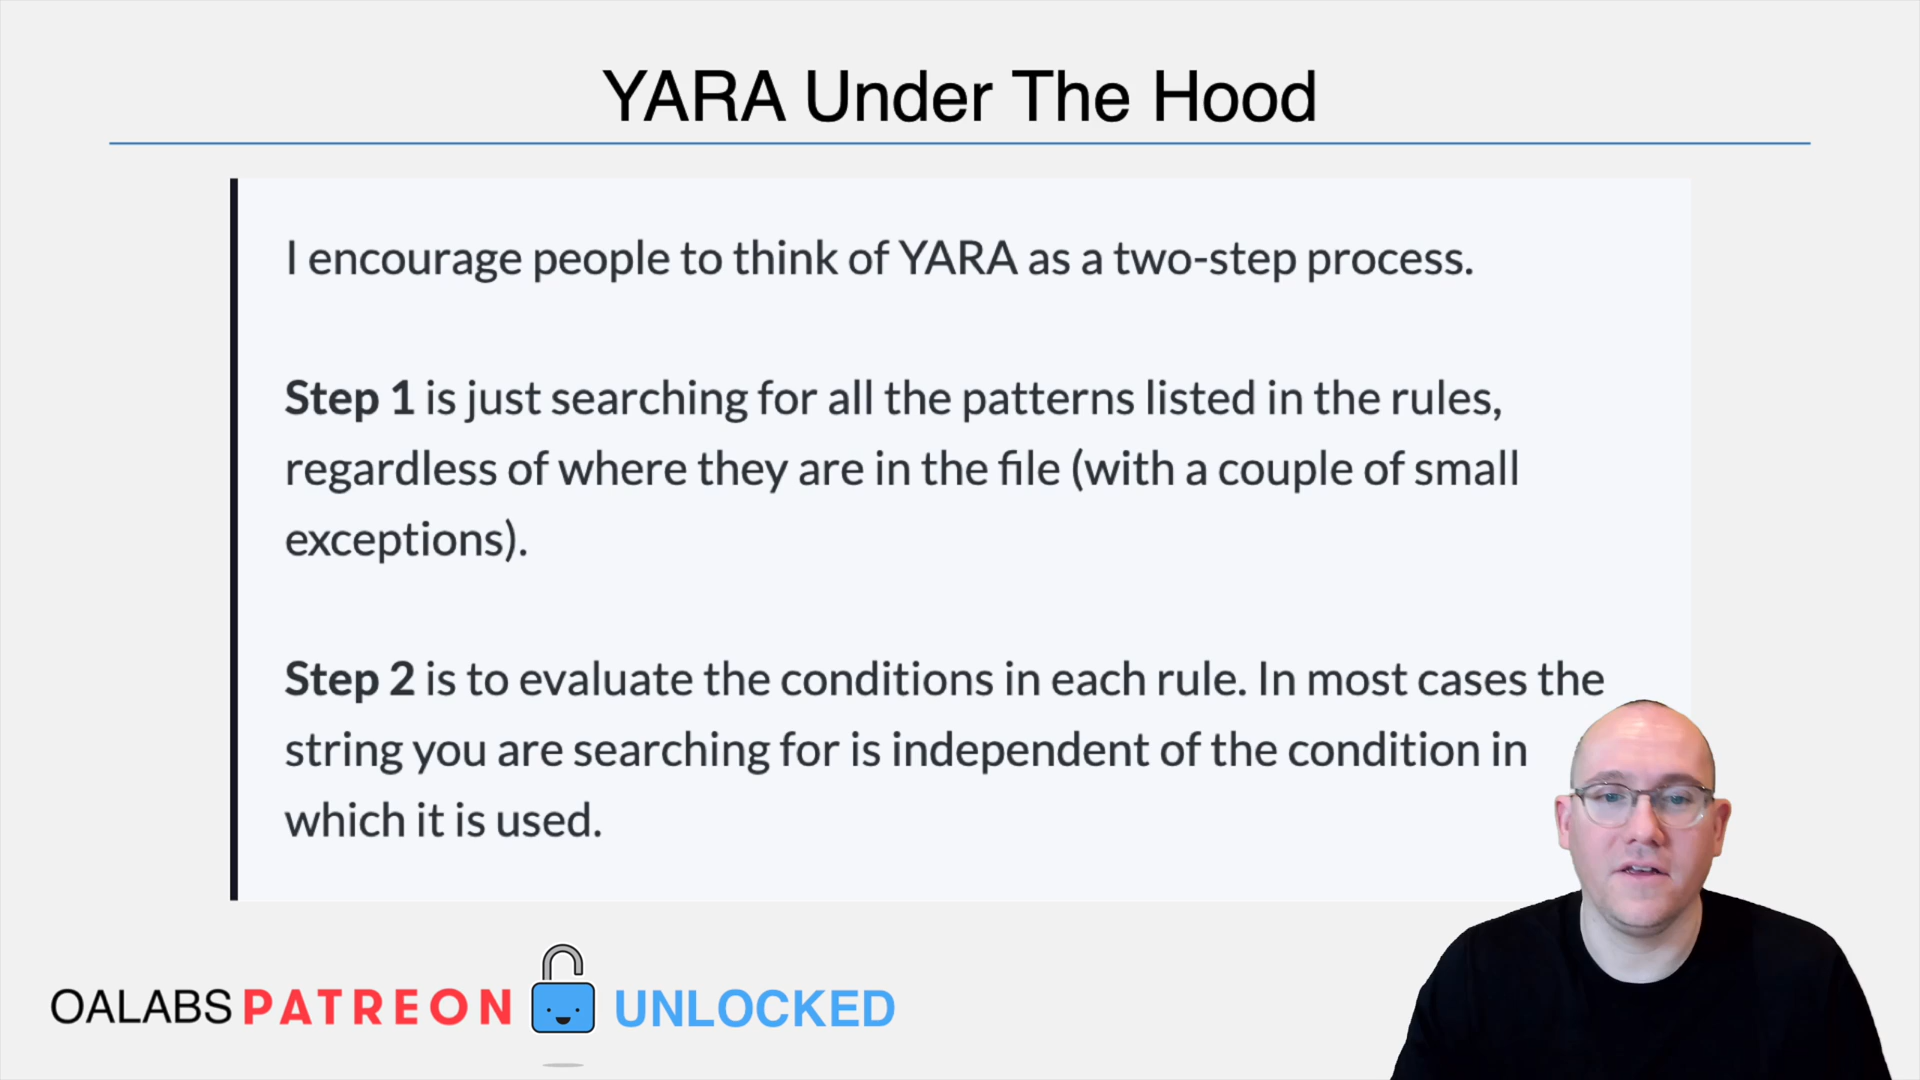 YARA Under The Hood
I encourage people to think of YARA as a two-step process.
Step 1 is just searching for all the patterns listed in the rules,
regardless of where they are in the file (with a couple of small
exceptions).
Step 2 is to evaluate the conditions in each rule. In most cases the
string you are searching for is independent of the condition in
which it is used.
OALABS PATREON UNLOCKED